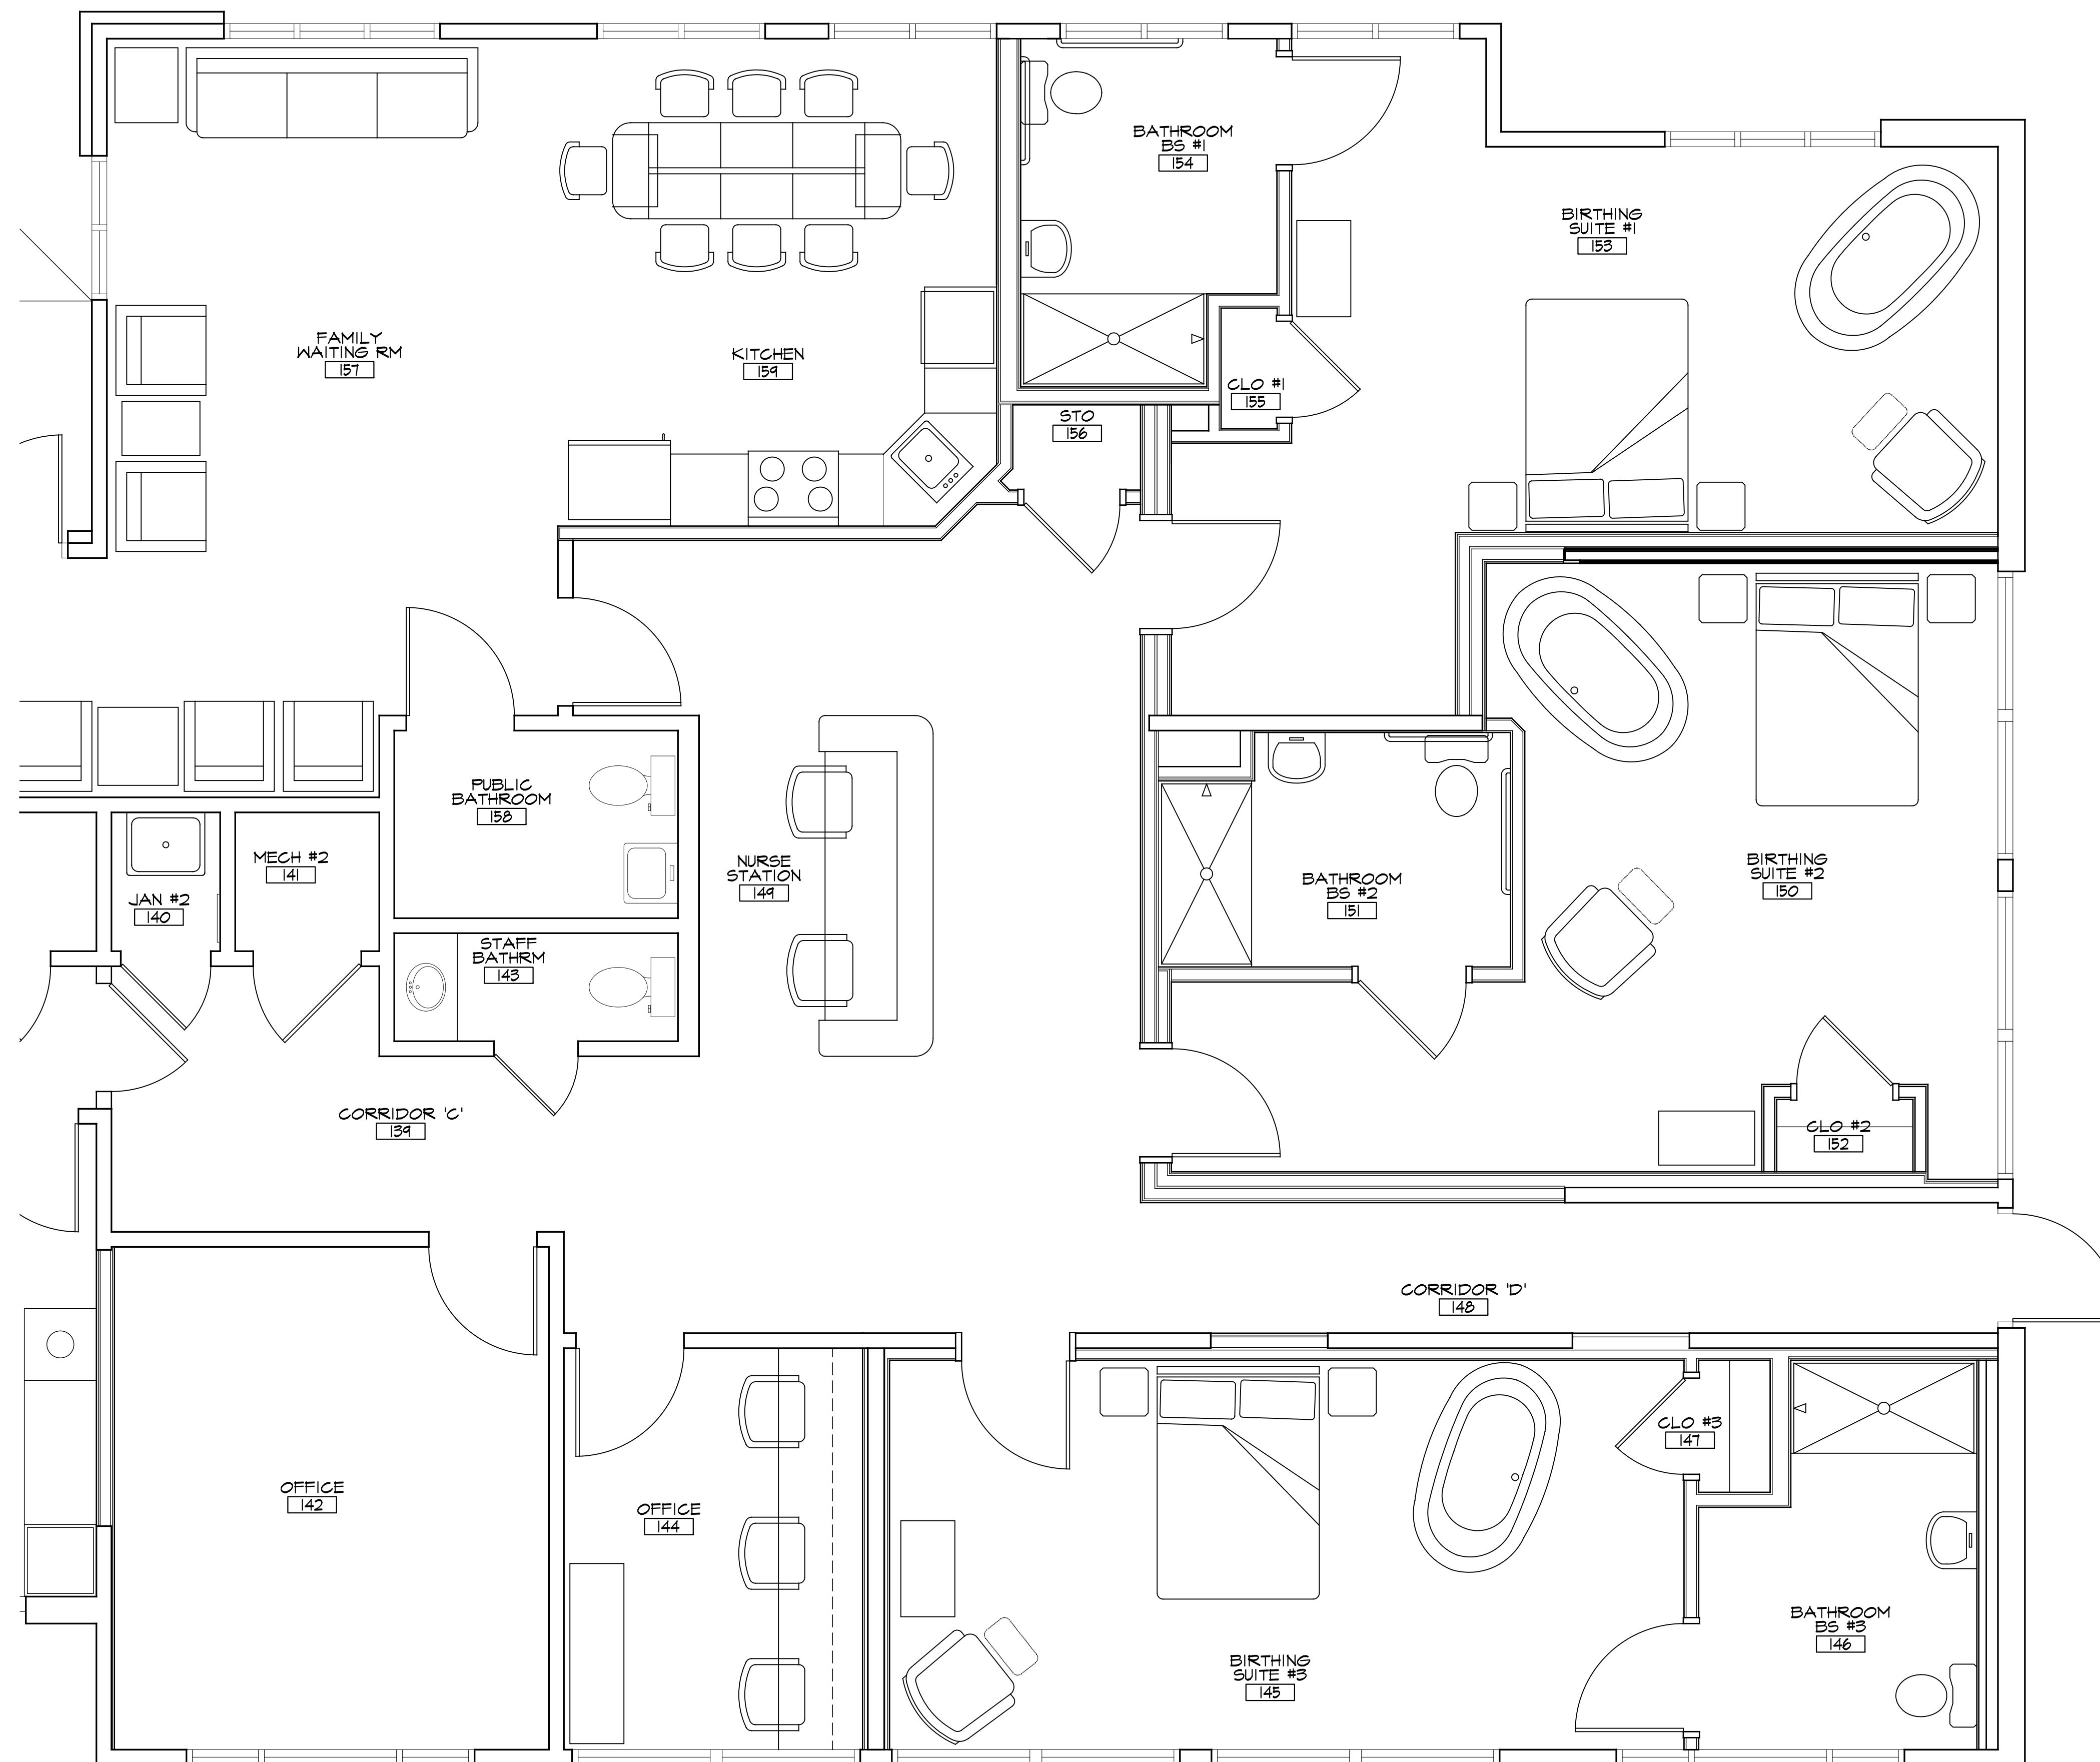 BATHROOM
BS #1
154
BIRTHING
SUITE #1
153
FAMILY
WAITING RM
157
KITCHEN
159
CLO #1
155
STO
156
PUBLIC
BATHROOM
158
MECH #2
141
JAN #2
140
NURSE
STATION
149
BATHROOM
BS #2
151
BIRTHING
SUITE #2
150
STAFF
BATHRM
143
CORRIDOR 'C'
139
CLO #2
152
CORRIDOR 'D'
148
CLO #3
147
OFFICE
142
OFFICE
144
BATHROOM
BS #3
146
BIRTHING
SUITE #3
145